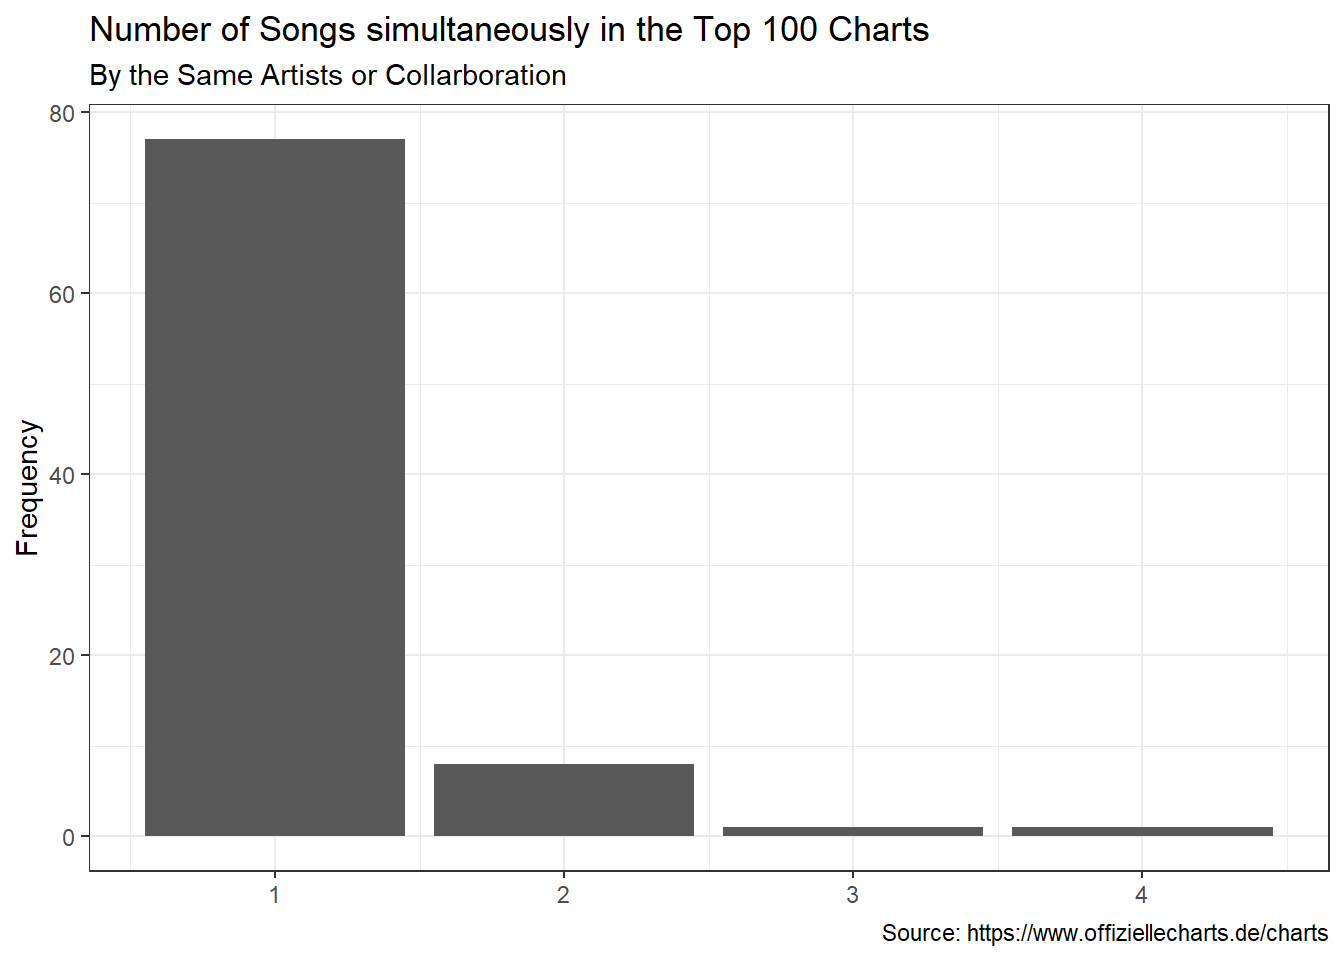 Number of Songs simultaneously in the Top 100 Charts
By the Same Artists or Collarboration
80
60
40
20
0
Frequency
1 2 3 4
Source: https://www.offiziellecharts.de/charts